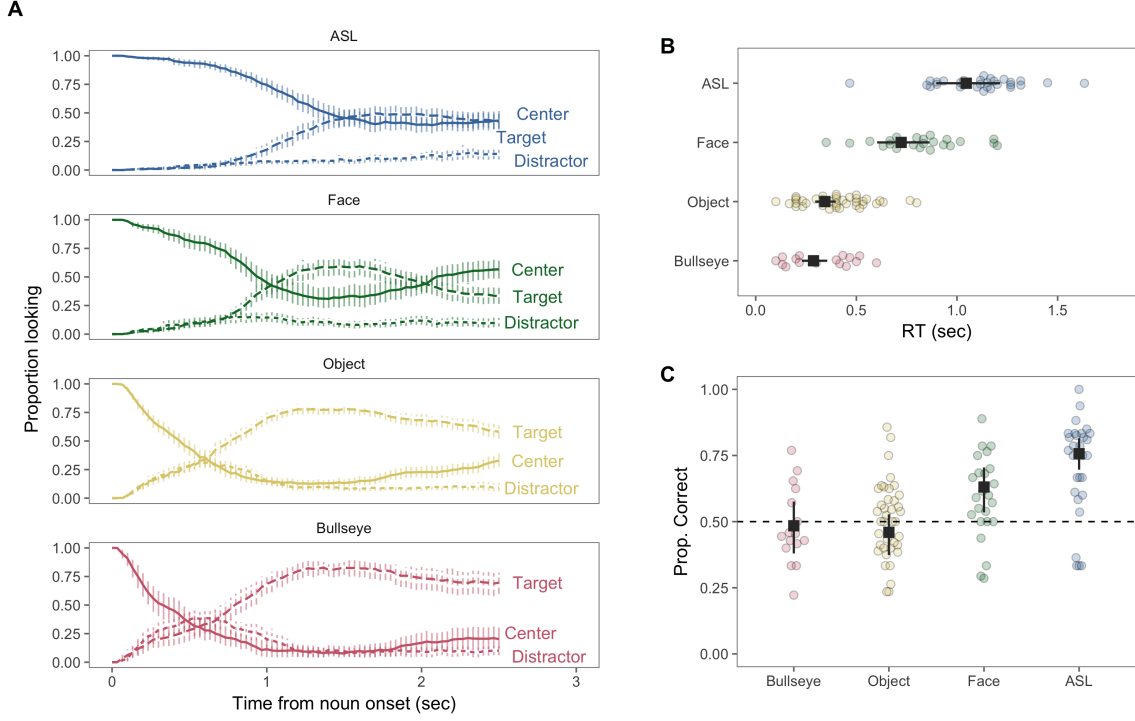 A
ASL
1.00
0.75
0.50
0.25
0.00
Center
Target
Distractor
Face
1.00
0.75
0.50
0.25
0.00
Center
Target
Distractor
Object
1.00
0.75
0.50
0.25
0.00
Target
Center
Distractor
Bullseye
1.00
0.75
0.50
0.25
0.00
Target
Center
Distractor
0
1
2
3
Time from noun onset (sec)
Proportion looking
B
ASL
Face
Object
Bullseye
0.0
0.5
1.0
1.5
RT (sec)
C
1.00
0.75
0.50
0.25
0.00
Prop. Correct
Bullseye
Object
Face
ASL